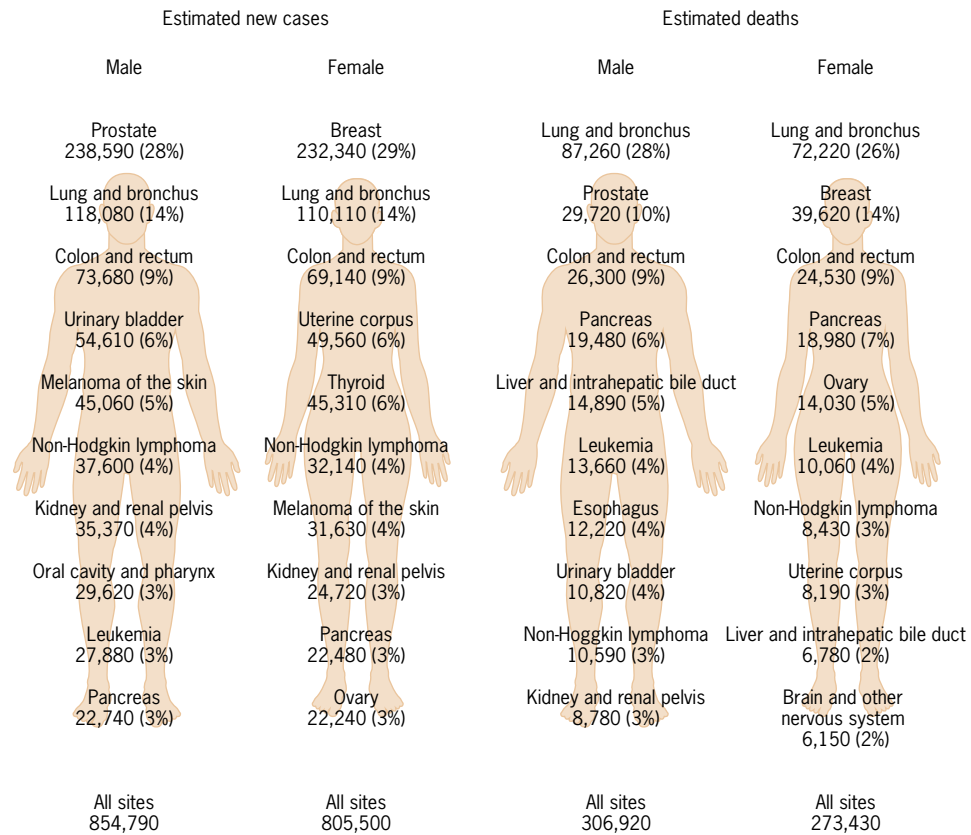 Estimated new cases
Estimated deaths
Male
Female
Male
Female
Prostate
238,590 (28%)
Lung and bronchus
118,080 (14%)
Colon and rectum
73,680 (9%)
Urinary bladder
54,610 (6%)
Melanoma of the skin
45,060 (5%)
Non-Hodgkin lymphoma
37,600 (4%)
Kidney and renal pelvis
35,370 (4%)
Oral cavity and pharynx
29,620 (3%)
Leukemia
27,880 (3%)
Pancreas
22,740 (3%)
All sites
854,790
Breast
232,340 (29%)
Lung and bronchus
110,110 (14%)
Colon and rectum
69,140 (9%)
Uterine corpus
49,560 (6%)
Thyroid
45,310 (6%)
Non-Hodgkin lymphoma
32,140 (4%)
Melanoma of the skin
31,630 (4%)
Kidney and renal pelvis
24,720 (3%)
Pancreas
22,480 (3%)
Ovary
22,240 (3%)
All sites
805,500
Lung and bronchus
87,260 (28%)
Prostate
29,720 (10%)
Colon and rectum
26,300 (9%)
Pancreas
19,480 (6%)
Liver and intrahepatic bile duct
14,890 (5%)
Leukemia
13,660 (4%)
Esophagus
12,220 (4%)
Urinary bladder
10,820 (4%)
Non-Hoggkin lymphoma
10,590 (3%)
Kidney and renal pelvis
8,780 (3%)
All sites
306,920
Lung and bronchus
72,220 (26%)
Breast
39,620 (14%)
Colon and rectum
24,530 (9%)
Pancreas
18,980 (7%)
Ovary
14,030 (5%)
Leukemia
10,060 (4%)
Non-Hodgkin lymphoma
8,430 (3%)
Uterine corpus
8,190 (3%)
Liver and intrahepatic bile duct
6,780 (2%)
Brain and other
nervous system
6,150 (2%)
All sites
273,430